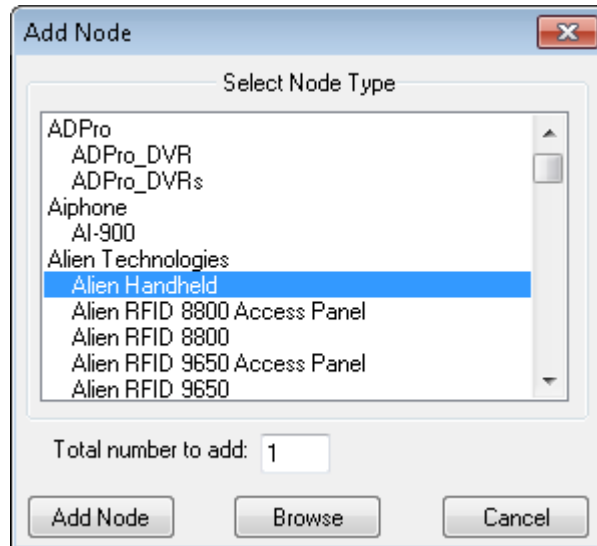 Add Node
Select Node Type
ADPro
ADPro_DVR
ADPro_DVRs
Aiphone
AI-900
Alien Technologies
Alien Handheld
Alien RFID 8800 Access Panel
Alien RFID 8800
Alien RFID 9650 Access Panel
Alien RFID 9650
Total number to add: 1
Add Node Browse Cancel